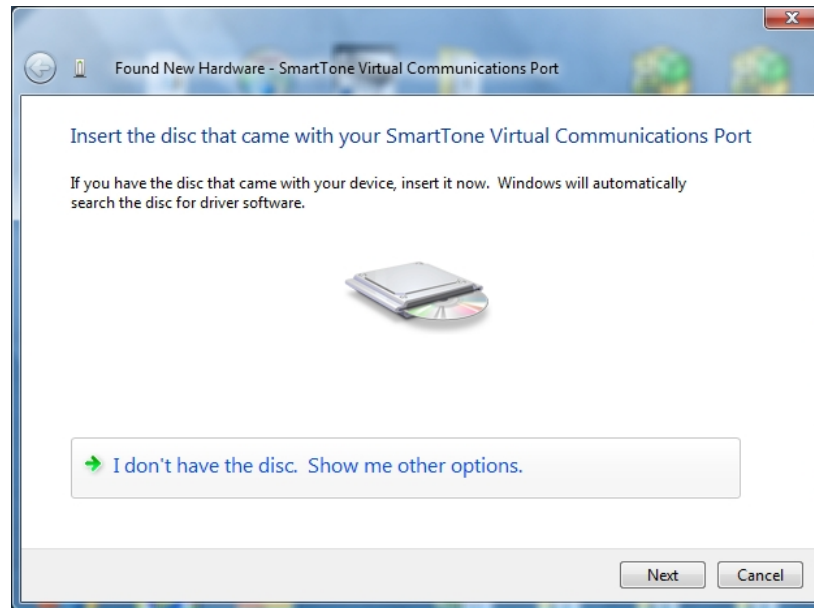 Found New Hardware - SmartTone Virtual Communications Port
Insert the disc that came with your SmartTone Virtual Communications Port
If you have the disc that came with your device, insert it now.  Windows will automatically
search the disc for driver software.
I don't have the disc.  Show me other options.
Next Cancel